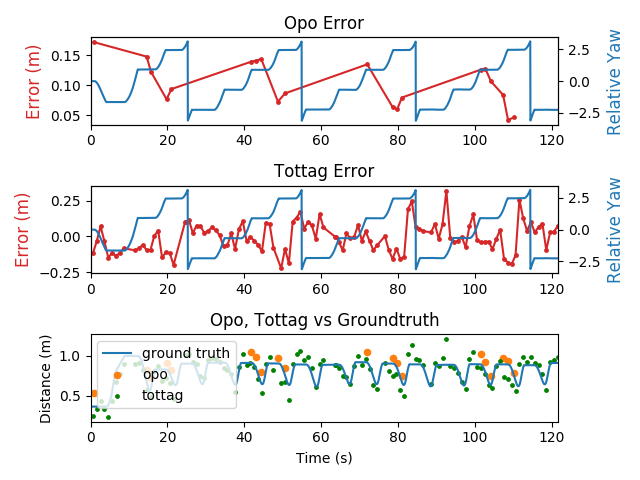 Opo Error
Error (m)
0.15
0.10
0.05
2.5
0.0
−2.5
Relative Yaw
0 20 40 60 80 100 120
Tottag Error
Error (m)
0.25
0.00
−0.25
2.5
0.0
−2.5
Relative Yaw
0 20 40 60 80 100 120
Opo, Tottag vs Groundtruth
Distance (m)
1.0
0.5
ground truth
opo
tottag
0 20 40 60 80 100 120
Time (s)